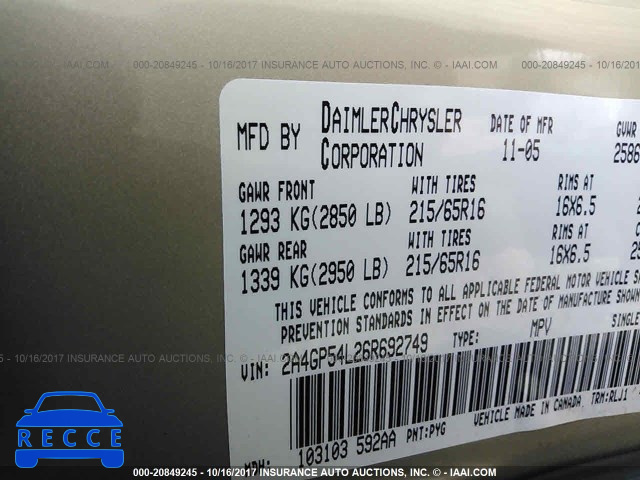 000-20849245 - 10/16/2017 INSURANCE AUTO AUCTIONS, INC. - © - IAAI.COM
MFD BY DAIMLERCHRYSLER CORPORATION
DATE OF MFR 11-05
GVWR 2586
GAWR FRONT WITH TIRES RIMS AT
1293 KG(2850 LB) 215/65R16 16X6.5
GAWR REAR WITH TIRES RIMS AT
1339 KG(2950 LB) 215/65R16 16X6.5
THIS VEHICLE CONFORMS TO ALL APPLICABLE FEDERAL MOTOR VEHICLE
PREVENTION STANDARDS IN EFFECT ON THE DATE OF MANUFACTURE SHOWN
VIN: 2A4GP54L26R692749 TYPE: MPV SINGLE
MDH: 103103 592AA PNT:PYG VEHICLE MADE IN CANADA TRM:RLJ1
RECCE
000-20849245 - 10/16/2017 INSURANCE AUTO AUCTIONS, INC. - © - IAAI.COM